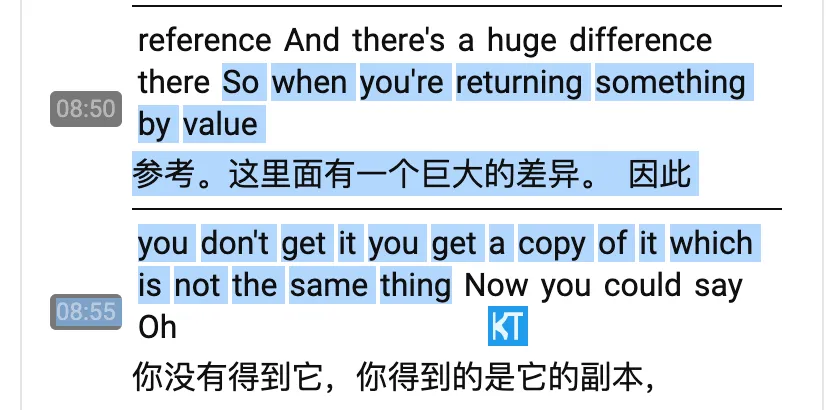 reference And there's a huge difference
there So when you're returning something
08:50
by value
参考。这里面有一个巨大的差异。 因此
you don't get it you get a copy of it which
is not the same thing Now you could say
08:55
Oh
KT
你没有得到它，你得到的是它的副本，